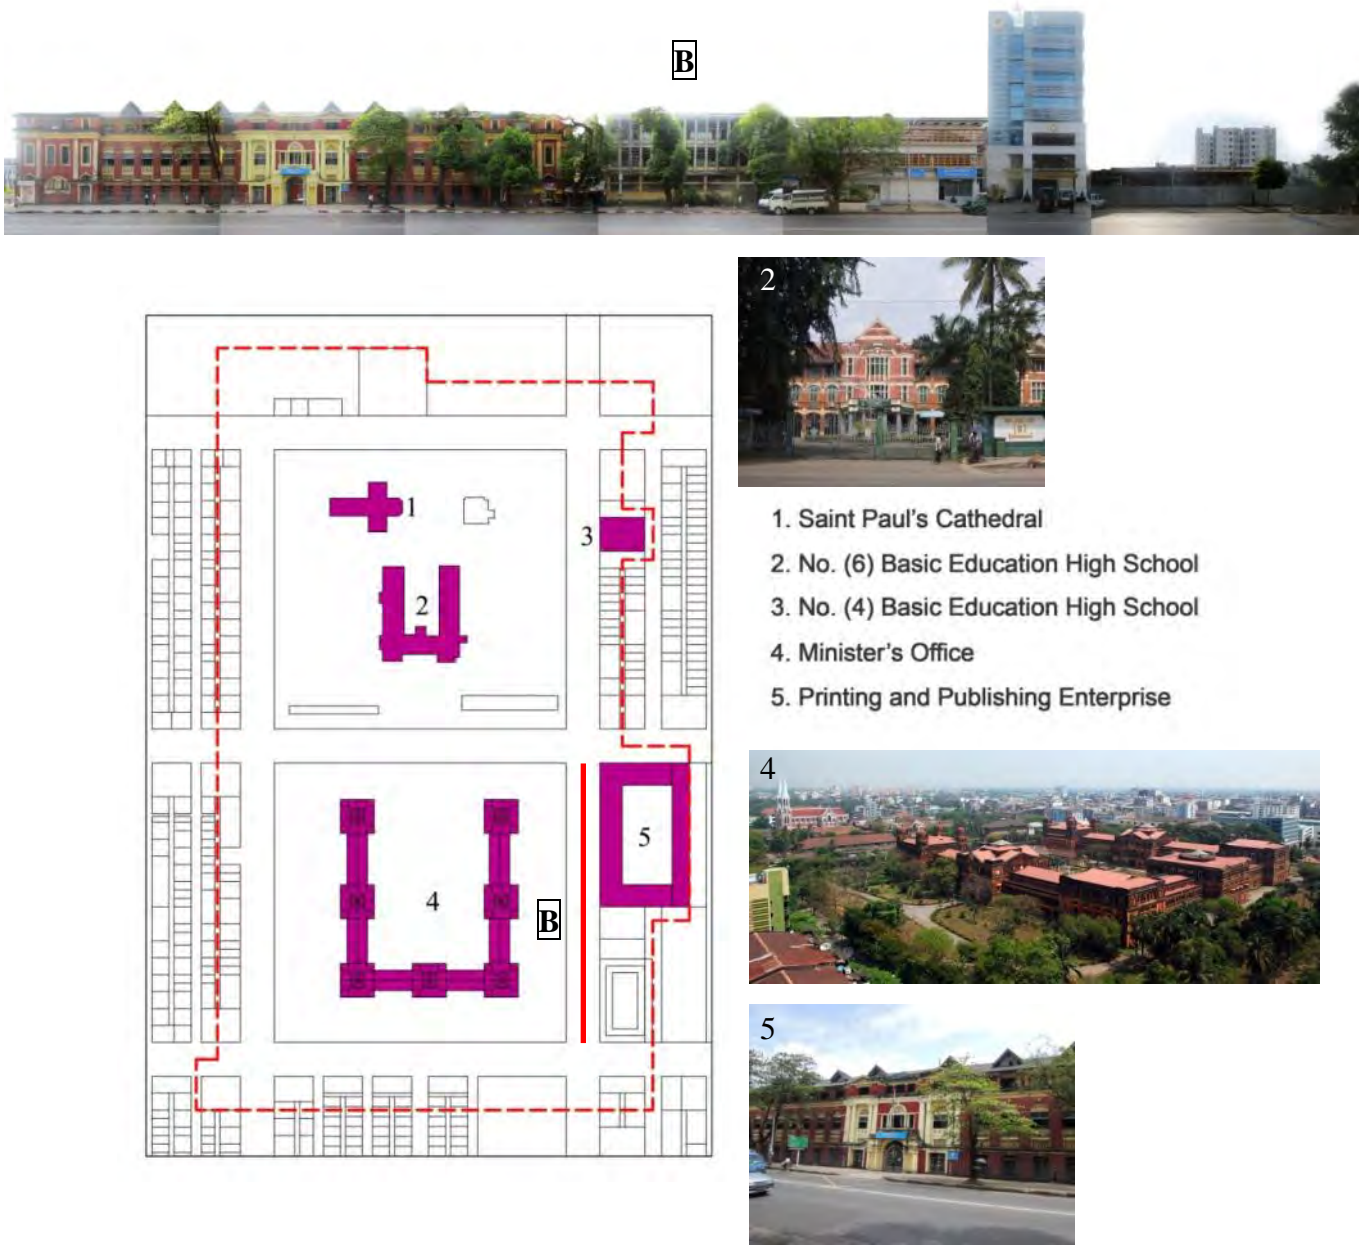 B
2
1
3
1. Saint Paul's Cathedral
2. No. (6) Basic Education High School
2
3. No. (4) Basic Education High School
4. Minister's Office
5. Printing and Publishing Enterprise
4
5
4
B
5